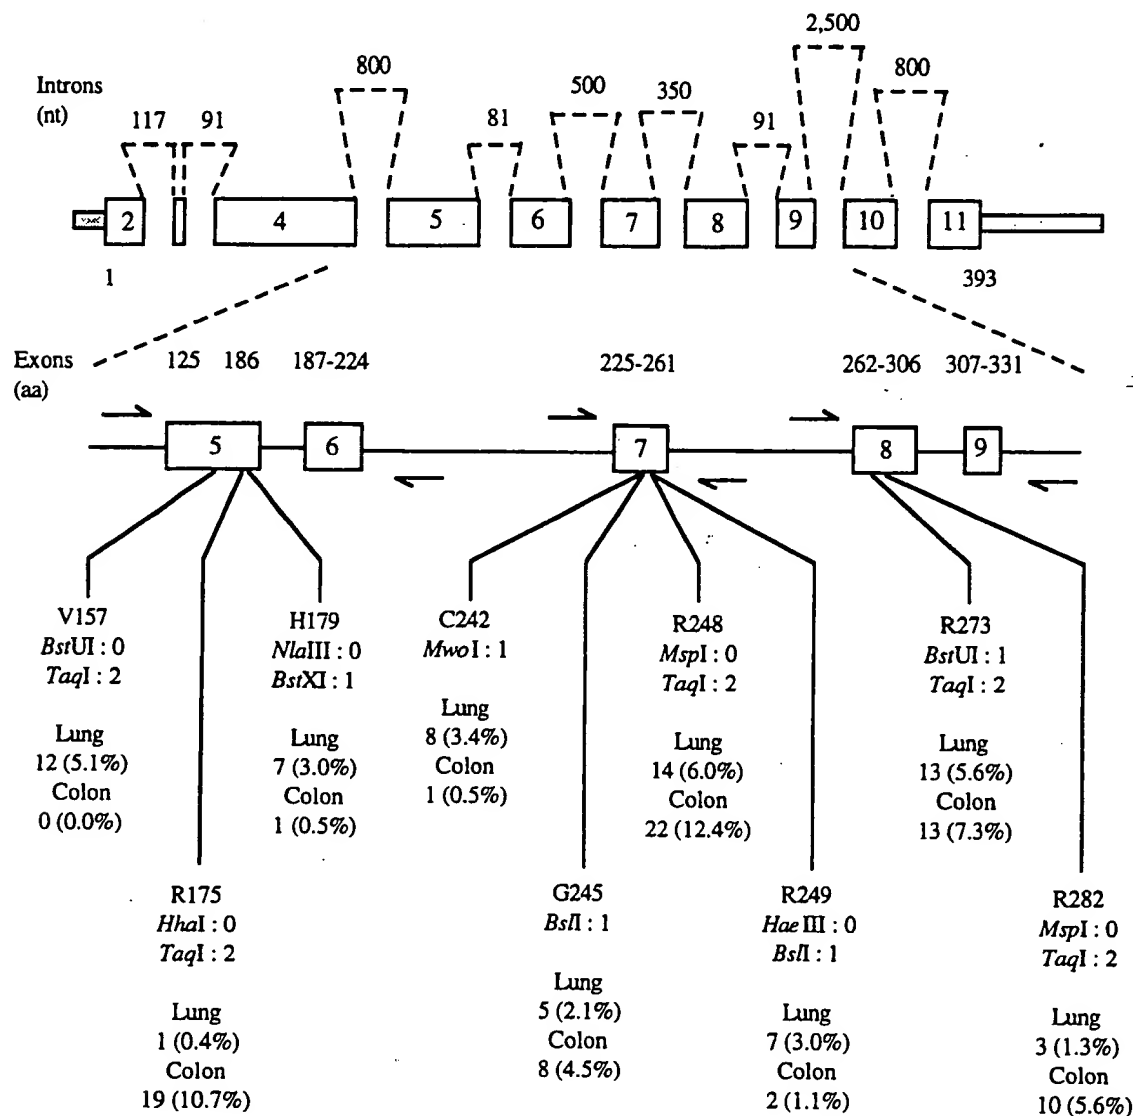 2,500
800
800
500
350
Introns
(nt)
117
91
81
91
2
4
5
6
7
8
9
10
11
1
393
Exons
(aa)
125
186
187-224
225-261
262-306
307-331
5
6
7
8
9
V157
BstUI : 0
TaqI : 2
Lung
12 (5.1%)
Colon
0 (0.0%)
H179
NlaIII : 0
BstXI : 1
Lung
7 (3.0%)
Colon
1 (0.5%)
C242
MwoI : 1
Lung
8 (3.4%)
Colon
1 (0.5%)
R248
MspI : 0
TaqI : 2
Lung
14 (6.0%)
Colon
22 (12.4%)
R273
BstUI : 1
TaqI : 2
Lung
13 (5.6%)
Colon
13 (7.3%)
R175
HhaI : 0
TaqI : 2
Lung
1 (0.4%)
Colon
19 (10.7%)
G245
BslI : 1
Lung
5 (2.1%)
Colon
8 (4.5%)
R249
HaeIII : 0
BslI : 1
Lung
7 (3.0%)
Colon
2 (1.1%)
R282
MspI : 0
TaqI : 2
Lung
3 (1.3%)
Colon
10 (5.6%)